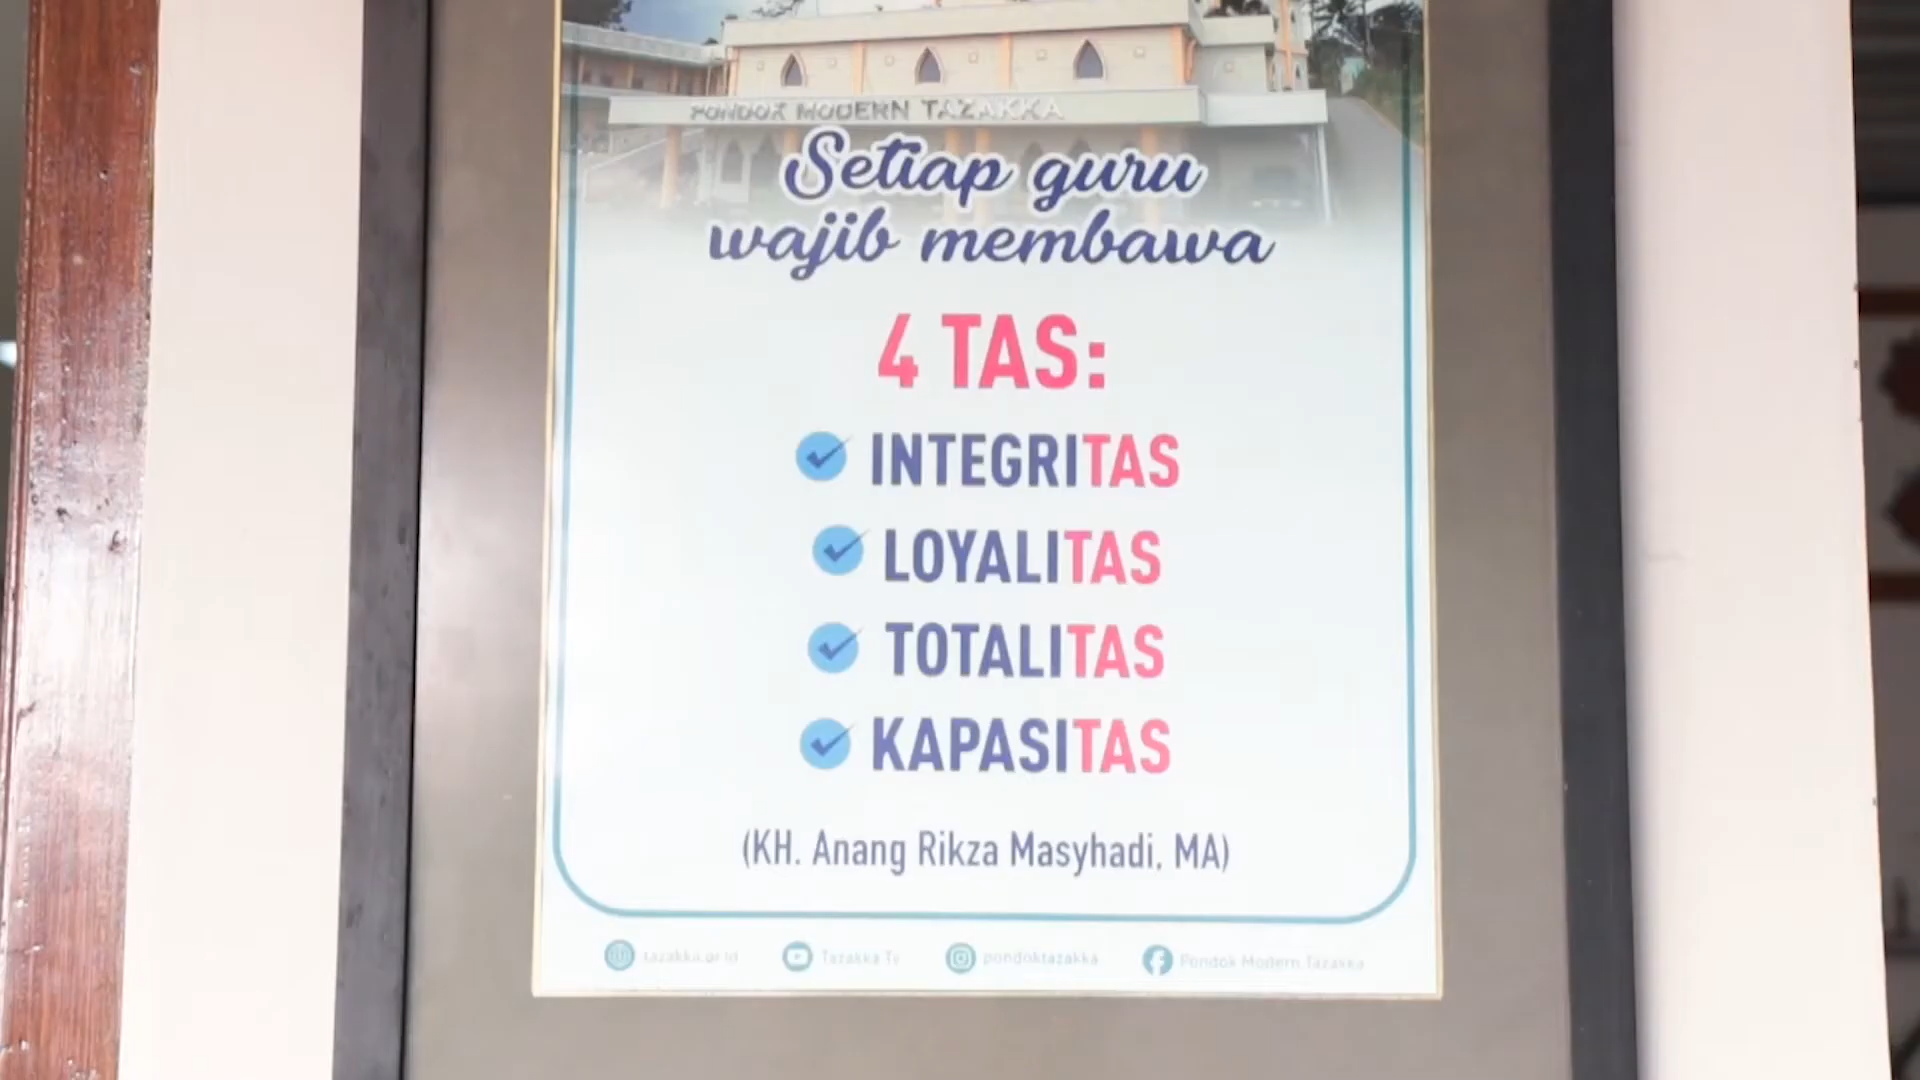 PONDOK MODERN TAZAKKA
Setiap guru
wajib membawa
4 TAS:
INTEGRITAS
LOYALITAS
TOTALITAS
KAPASITAS
(KH. Anang Rikza Masyhadi, MA)
tazakka.or.id Tazakka Tv pondoktazakka Pondok Modern Tazakka